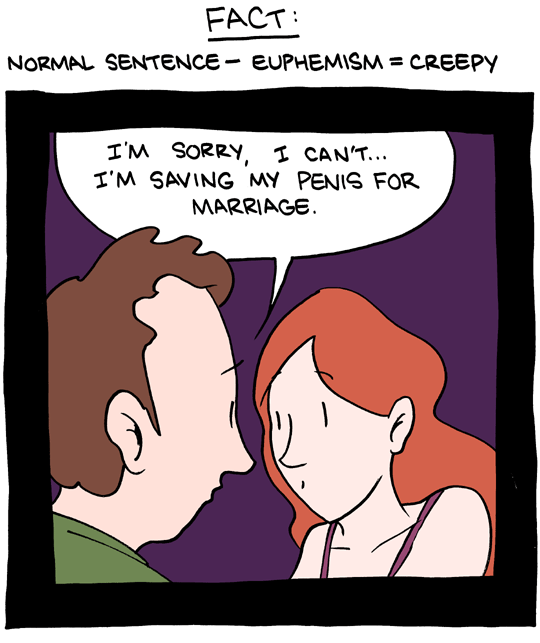 FACT:
NORMAL SENTENCE - EUPHEMISM = CREEPY
I'M SORRY, I CAN'T...
I'M SAVING MY PENIS FOR
MARRIAGE.